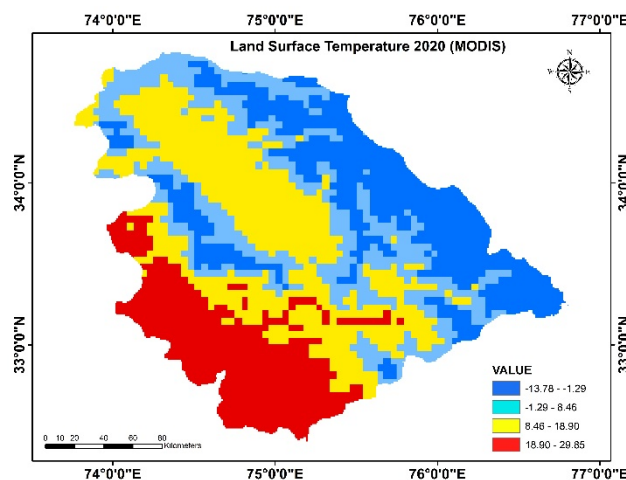 74°0'0"E 75°0'0"E 76°0'0"E 77°0'0"E
Land Surface Temperature 2020 (MODIS)
N
34°0'0"N 34°0'0"N
33°0'0"N 33°0'0"N
VALUE
-13.78 - -1.29
-1.29 - 8.46
8.46 - 18.90
18.90 - 29.85
0 10 20 40 60 80
Kilometers
74°0'0"E 75°0'0"E 76°0'0"E 77°0'0"E